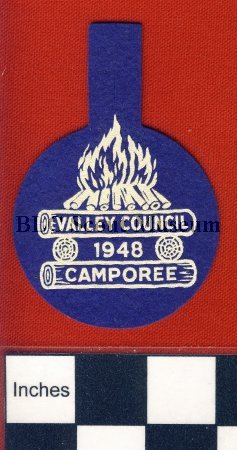 VALLEY COUNCIL
1948
CAMPOREE
Inches